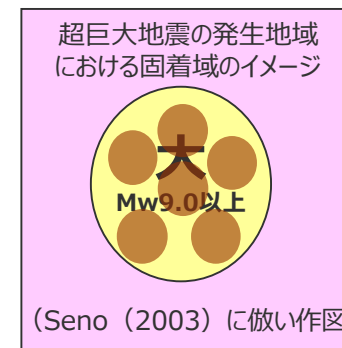 超巨大地震の発生地域
における固着域のイメージ
大
Mw9.0以上
（Seno（2003）に倣い作図